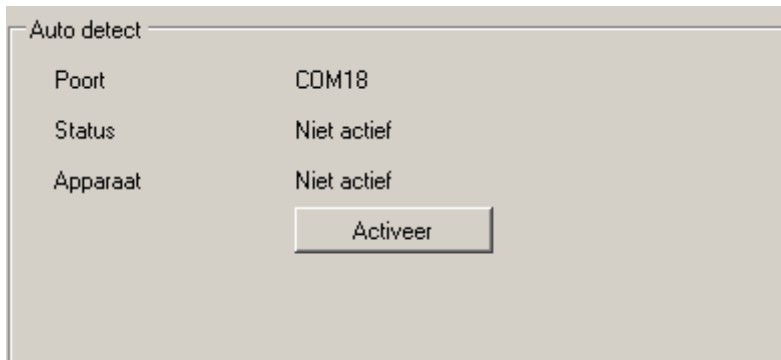 Auto detect
Poort COM18
Status Niet actief
Apparaat Niet actief
Activeer